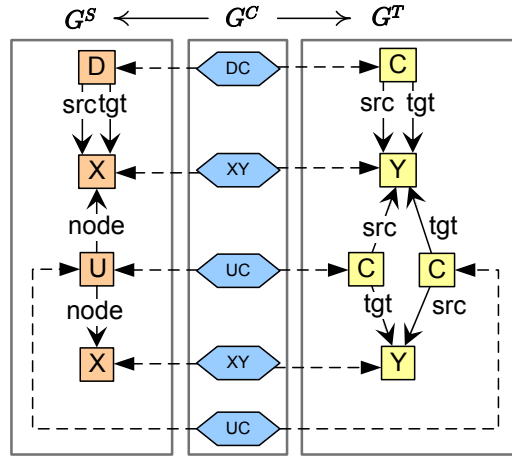 G^S ← G^C → G^T
D DC C
src tgt src tgt
X XY Y
node src tgt
U UC C C
node tgt src
X XY Y
UC